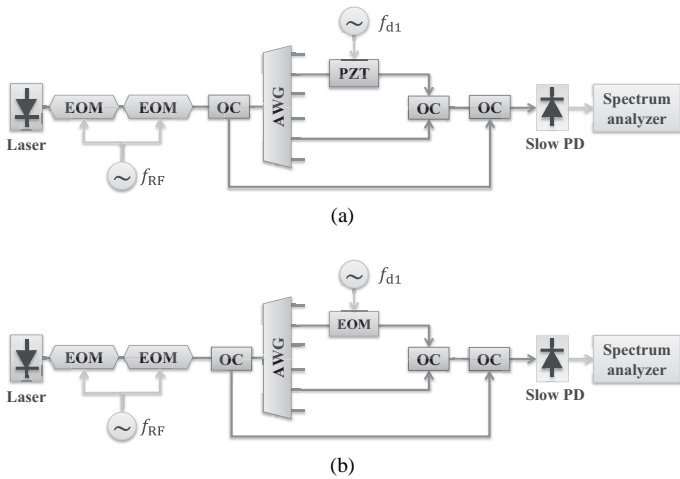 ~ f_d1
EOM EOM OC AWG PZT OC OC Spectrum
analyzer
Laser Slow PD
~ f_RF
(a)
~ f_d1
EOM EOM OC AWG EOM OC OC Spectrum
analyzer
Laser Slow PD
~ f_RF
(b)